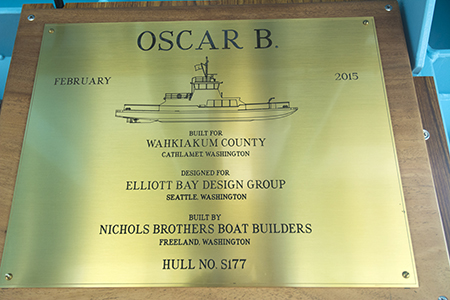 OSCAR B.
FEBRUARY 2015
BUILT FOR
WAHKIAKUM COUNTY
CATHLAMET, WASHINGTON
DESIGNED FOR
ELLIOTT BAY DESIGN GROUP
SEATTLE, WASHINGTON
BUILT BY
NICHOLS BROTHERS BOAT BUILDERS
FREELAND, WASHINGTON
HULL NO. S177